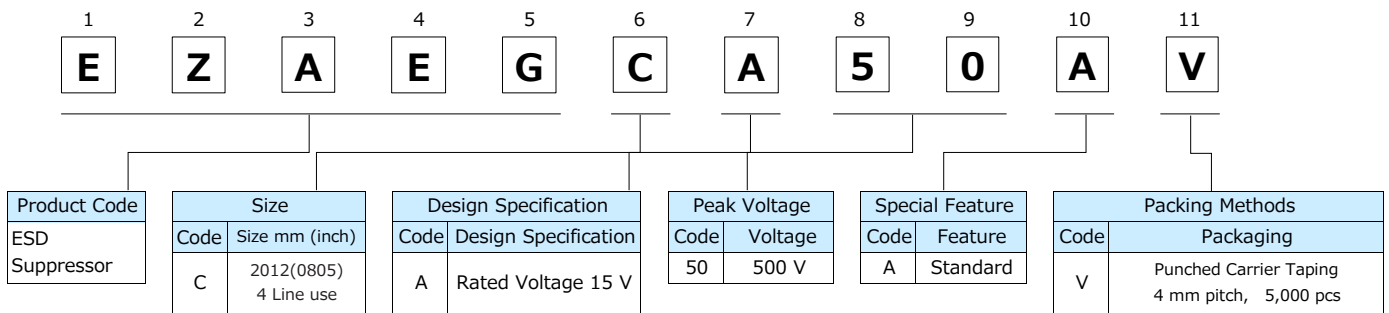 1 2 3 4 5 6 7 8 9 10 11
E Z A E G C A 5 0 A V
Product Code
ESD
Suppressor
Size
Code Size mm (inch)
C 2012(0805)
4 Line use
Design Specification
Code Design Specification
A Rated Voltage 15 V
Peak Voltage
Code Voltage
50 500 V
Special Feature
Code Feature
A Standard
Packing Methods
Code Packaging
V Punched Carrier Taping
4 mm pitch, 5,000 pcs